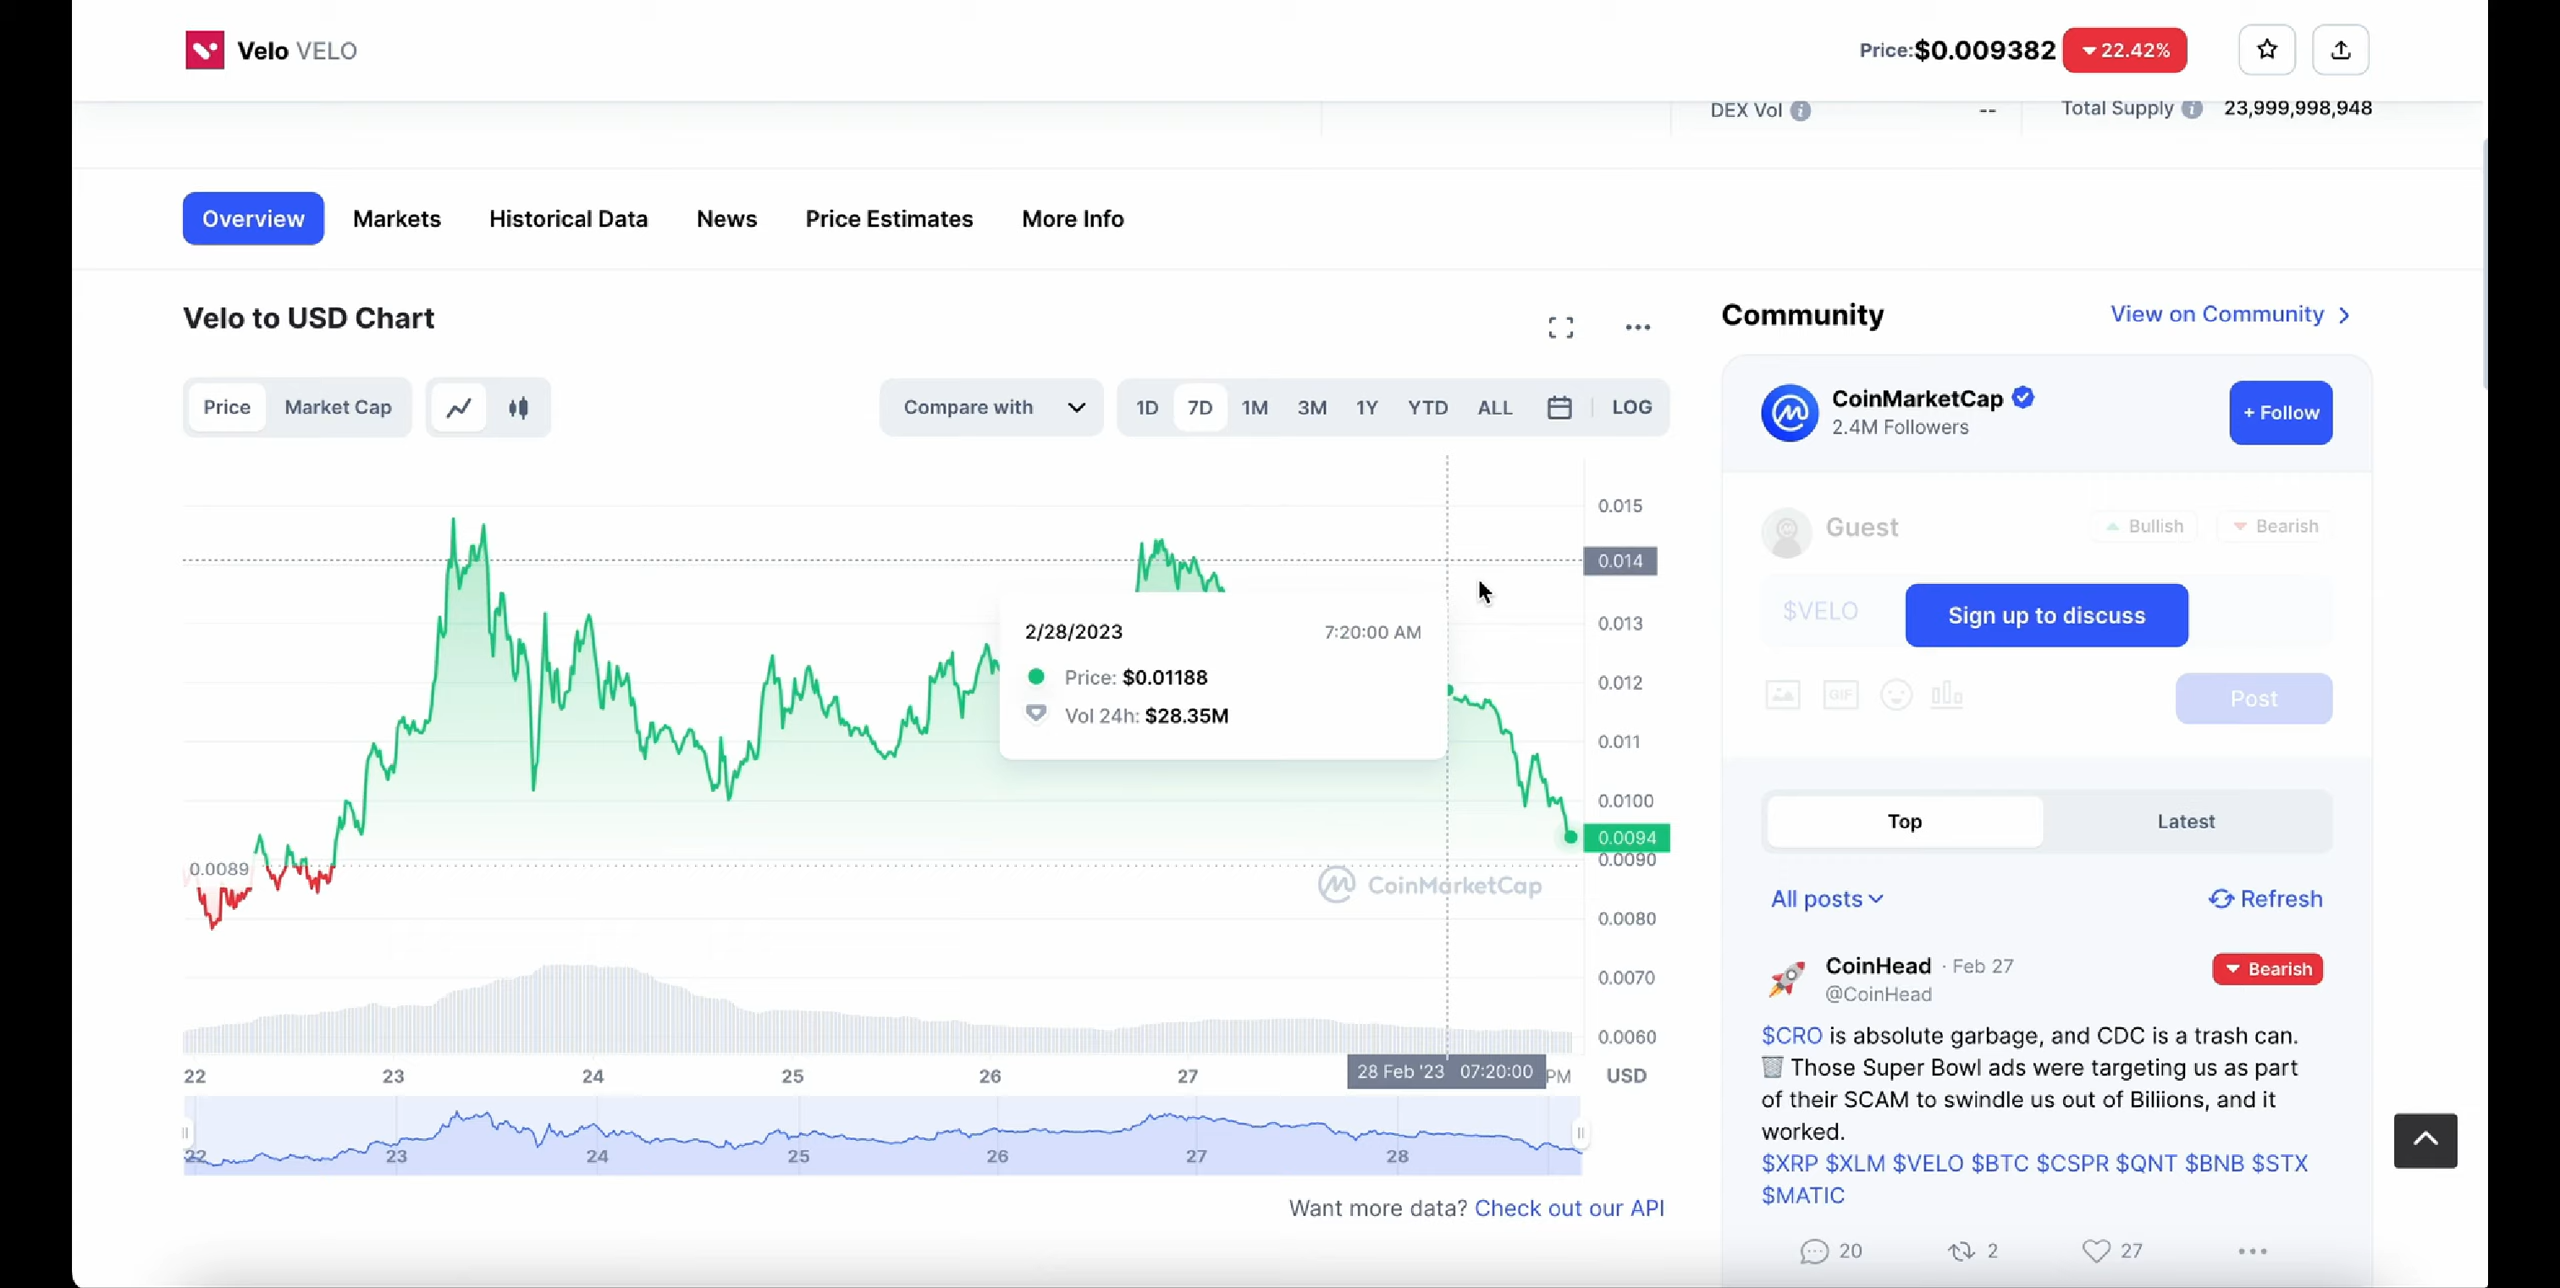 Velo VELO
Price:$0.009382 22.42%
DEX Vol --
Total Supply 23,999,998,948
Overview Markets Historical Data News Price Estimates More Info
Velo to USD Chart
Price Market Cap
Compare with
1D 7D 1M 3M 1Y YTD ALL LOG
0.015
0.014
0.013
0.012
0.011
0.0100
0.0094
0.0090
0.0080
0.0070
0.0060
0.0089
2/28/2023 7:20:00 AM
Price: $0.01188
Vol 24h: $28.35M
CoinMarketCap
22 23 24 25 26 27 28 Feb '23 07:20:00 PM USD
22 23 24 25 26 27 28
Want more data? Check out our API
Community
View on Community
CoinMarketCap
2.4M Followers
+ Follow
Guest
Bullish Bearish
$VELO
Sign up to discuss
GIF
Post
Top Latest
All posts Refresh
CoinHead · Feb 27
@CoinHead
Bearish
$CRO is absolute garbage, and CDC is a trash can.
Those Super Bowl ads were targeting us as part
of their SCAM to swindle us out of Biliions, and it
worked.
$XRP $XLM $VELO $BTC $CSPR $QNT $BNB $STX
$MATIC
20 2 27